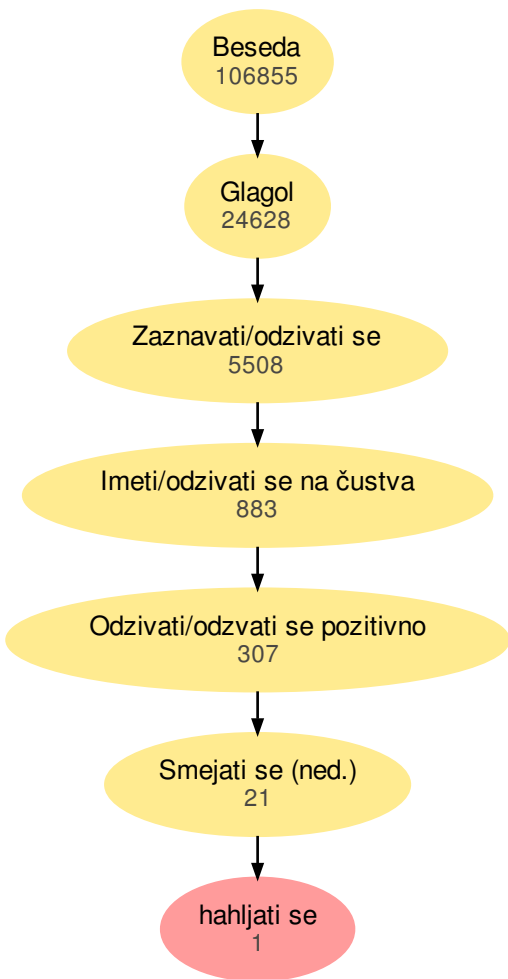 Beseda
106855
Glagol
24628
Zaznavati/odzivati se
5508
Imeti/odzivati se na čustva
883
Odzivati/odzvati se pozitivno
307
Smejati se (ned.)
21
hahljati se
1